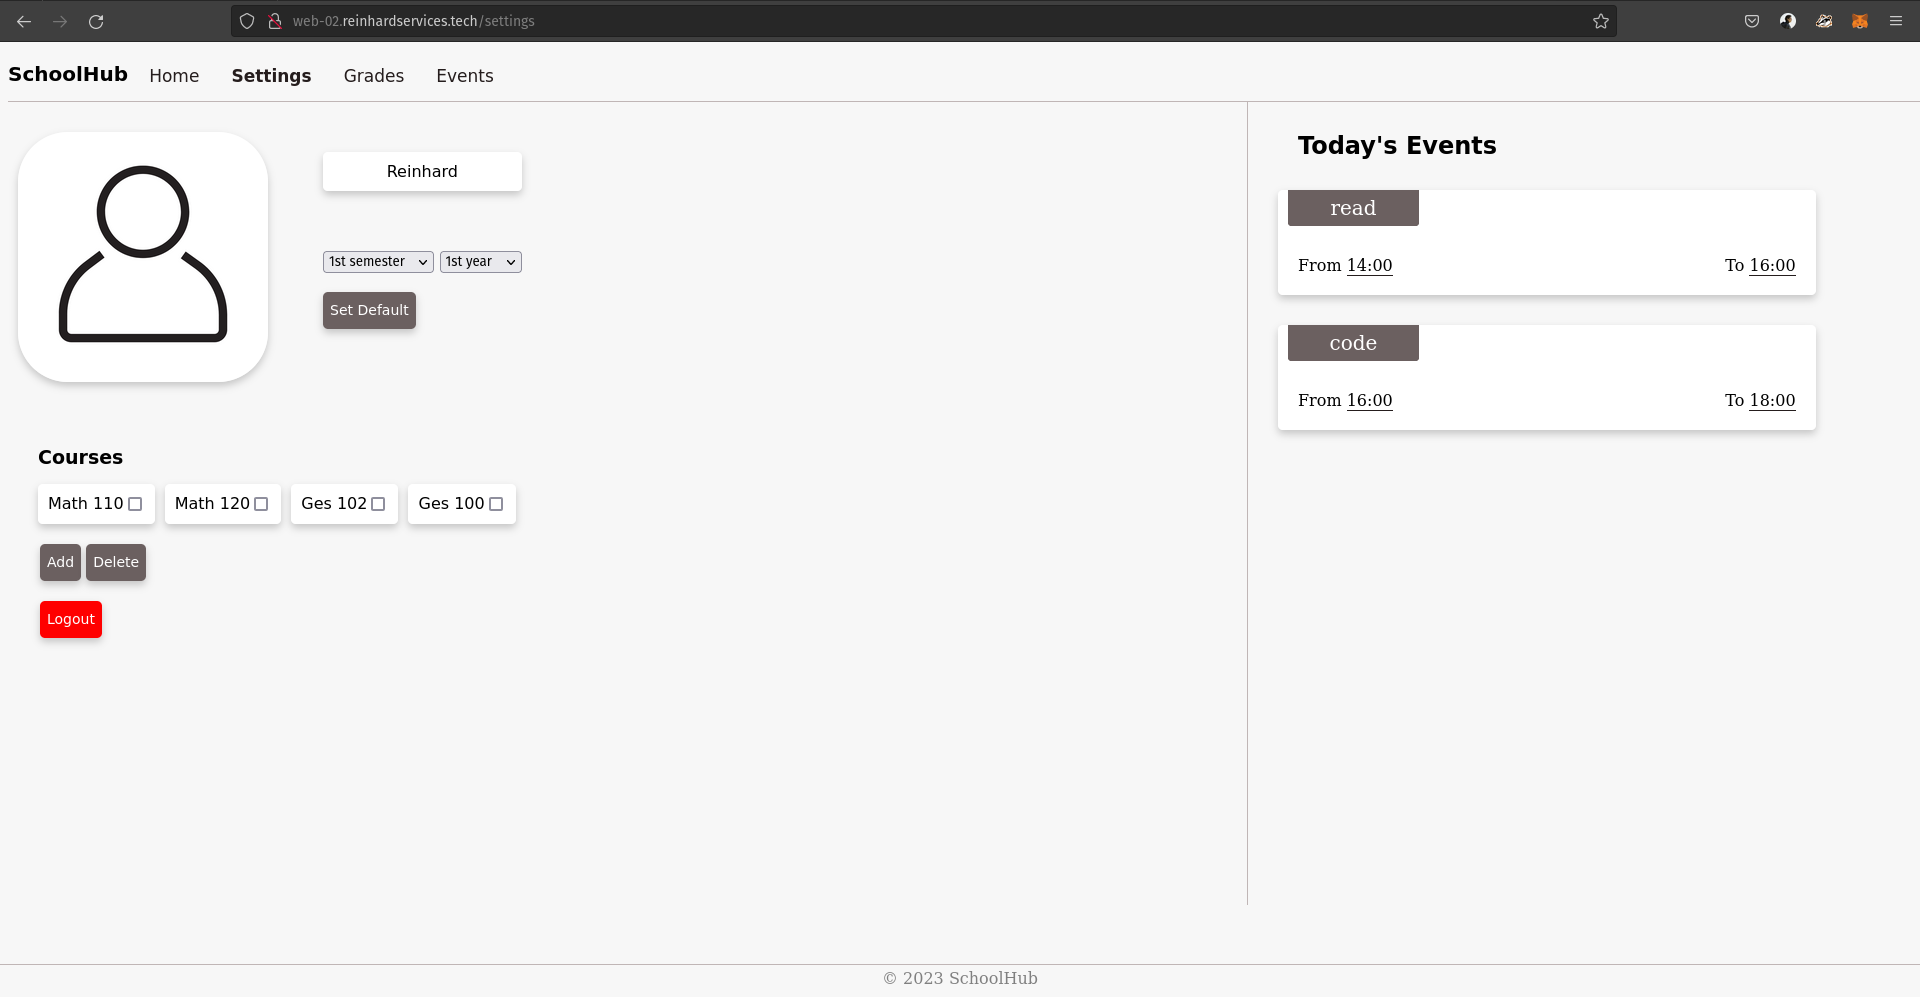 web-02.reinhardservices.tech/settings
SchoolHub Home Settings Grades Events
Reinhard
1st semester 1st year
Set Default
Courses
Math 110 Math 120 Ges 102 Ges 100
Add Delete
Logout
Today's Events
read
From 14:00 To 16:00
code
From 16:00 To 18:00
© 2023 SchoolHub